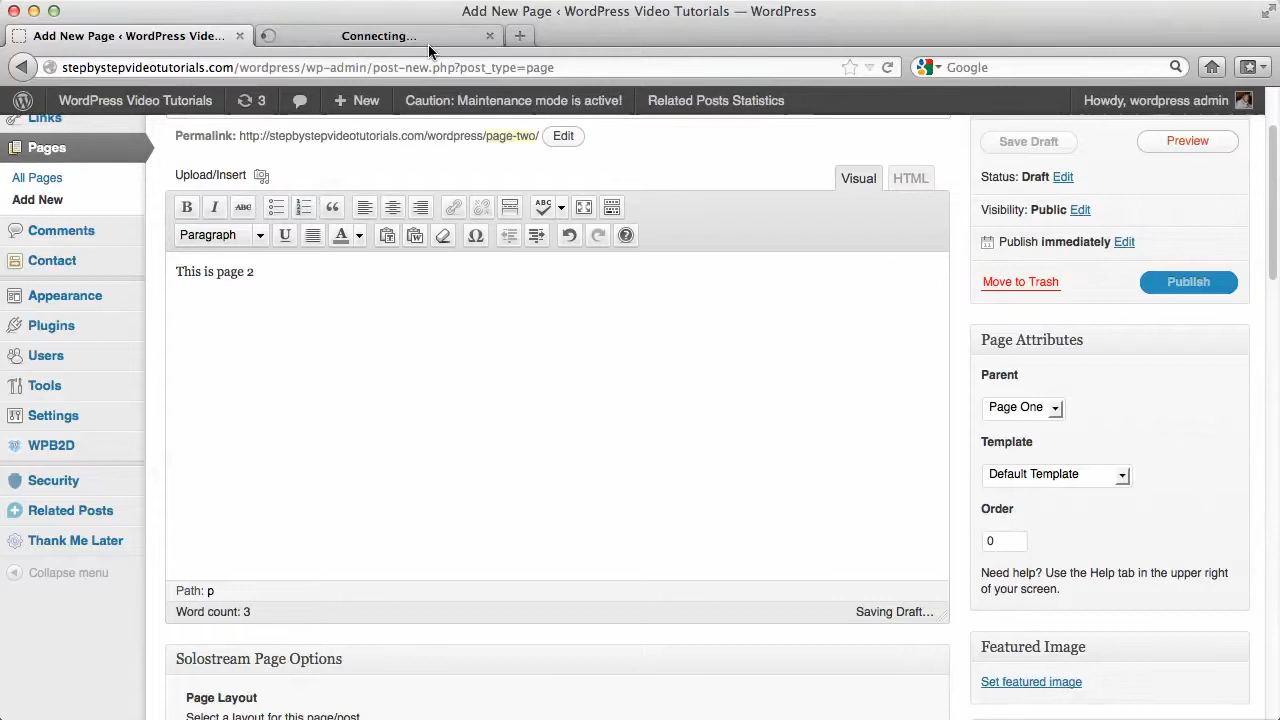 Add New Page ‹ WordPress Video Tutorials — WordPress
Add New Page ‹ WordPress Vide...
Connecting...
stepbystepvideotutorials.com/wordpress/wp-admin/post-new.php?post_type=page
Google
WordPress Video Tutorials
3
New
Caution: Maintenance mode is active!
Related Posts Statistics
Howdy, wordpress admin
Links
Pages
All Pages
Add New
Comments
Contact
Appearance
Plugins
Users
Tools
Settings
WPB2D
Security
Related Posts
Thank Me Later
Collapse menu
Permalink: http://stepbystepvideotutorials.com/wordpress/page-two/ Edit
Upload/Insert
Visual
HTML
B I ABC ABC
Paragraph U A
This is page 2
Path: p
Word count: 3
Saving Draft...
Solostream Page Options
Page Layout
Select a layout for this page/post
Save Draft
Preview
Status: Draft Edit
Visibility: Public Edit
Publish immediately Edit
Move to Trash
Publish
Page Attributes
Parent
Page One
Template
Default Template
Order
0
Need help? Use the Help tab in the upper right
of your screen.
Featured Image
Set featured image